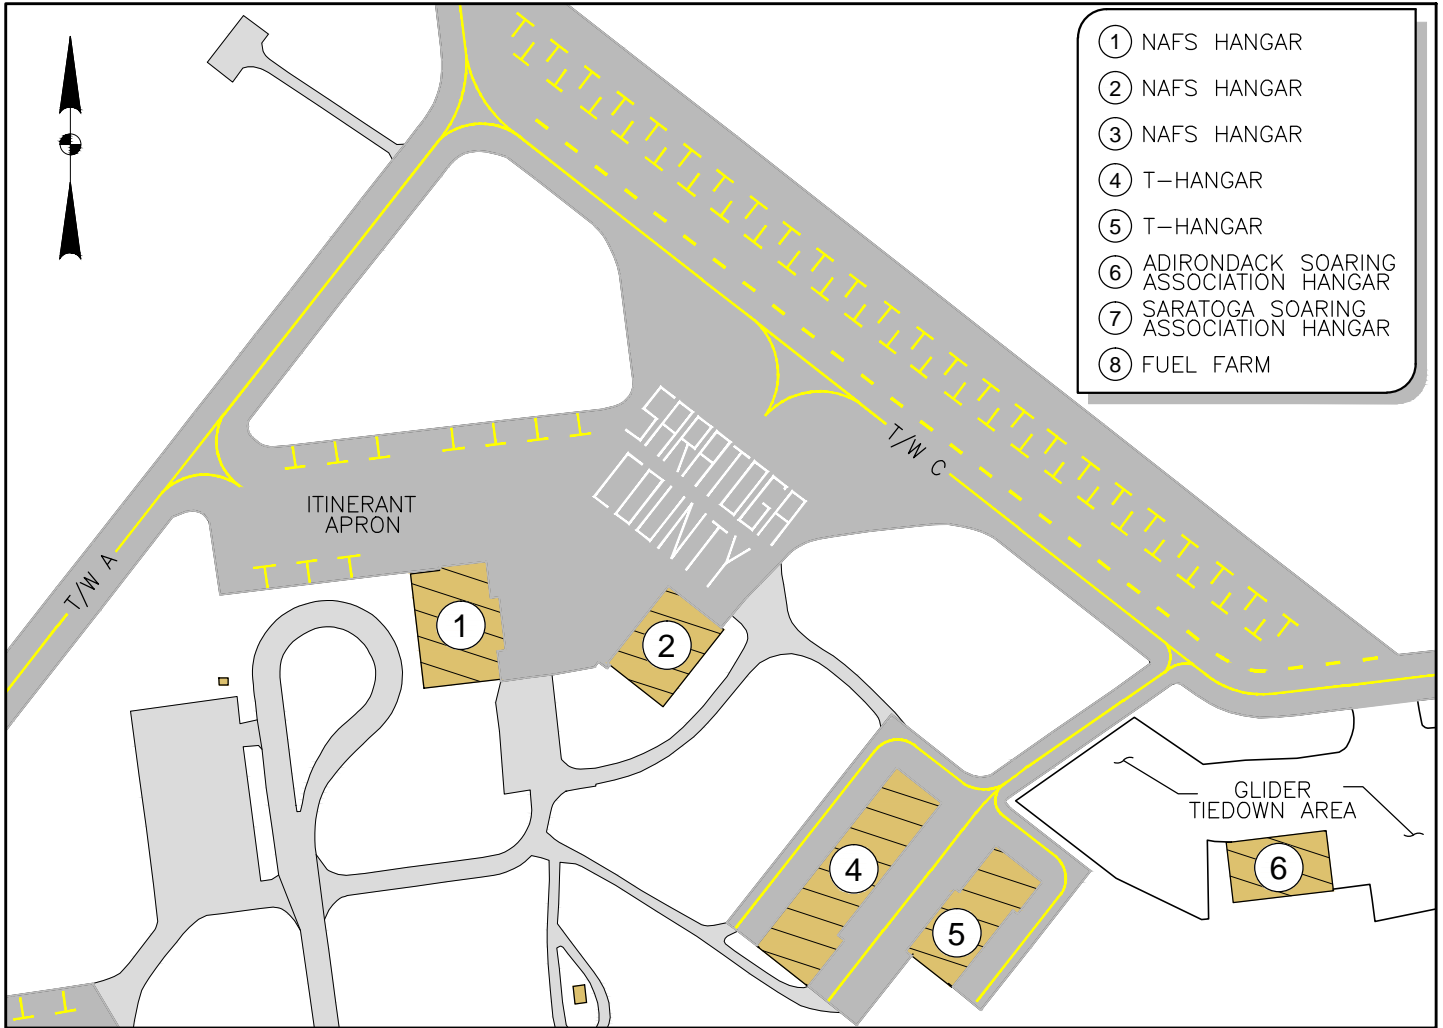 1 NAFS HANGAR
2 NAFS HANGAR
3 NAFS HANGAR
4 T-HANGAR
5 T-HANGAR
6 ADIRONDACK SOARING
ASSOCIATION HANGAR
7 SARATOGA SOARING
ASSOCIATION HANGAR
8 FUEL FARM
SARATOGA
COUNTY
T/W C
ITINERANT
APRON
T/W A
1
2
GLIDER
TIEDOWN AREA
4
6
5